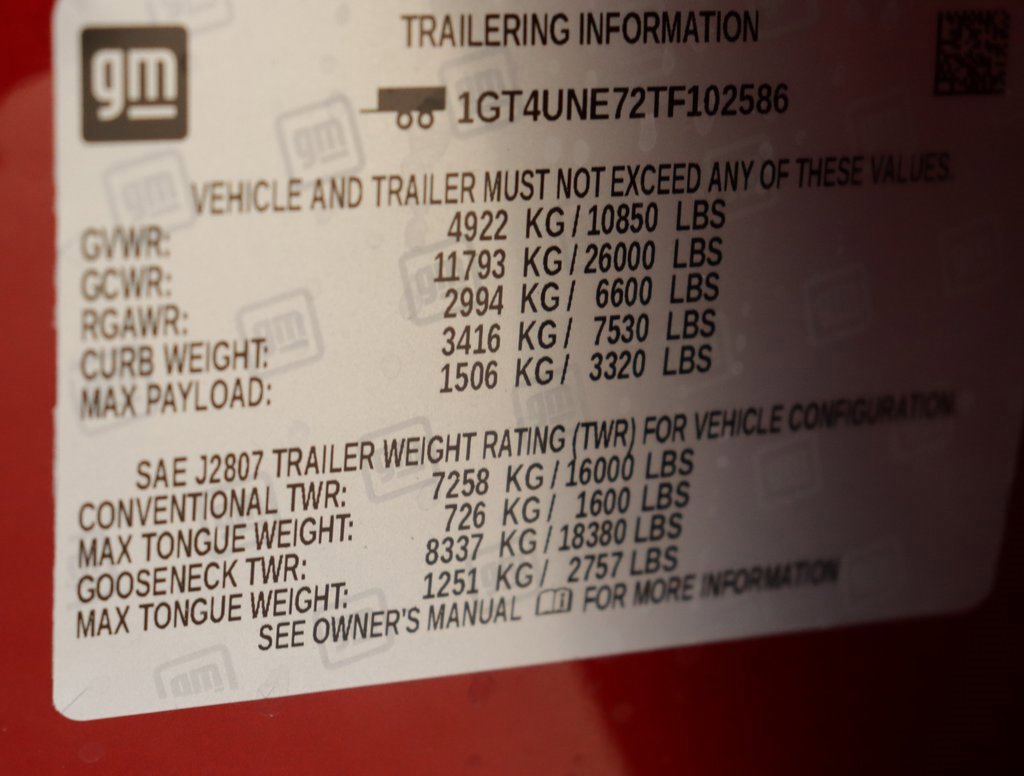 gm
TRAILERING INFORMATION
1GT4UNE72TF102586
VEHICLE AND TRAILER MUST NOT EXCEED ANY OF THESE VALUES.
GVWR: 4922 KG / 10850 LBS
GCWR: 11793 KG / 26000 LBS
RGAWR: 2994 KG / 6600 LBS
CURB WEIGHT: 3416 KG / 7530 LBS
MAX PAYLOAD: 1506 KG / 3320 LBS
SAE J2807 TRAILER WEIGHT RATING (TWR) FOR VEHICLE CONFIGURATION
CONVENTIONAL TWR: 7258 KG / 16000 LBS
MAX TONGUE WEIGHT: 726 KG / 1600 LBS
GOOSENECK TWR: 8337 KG / 18380 LBS
MAX TONGUE WEIGHT: 1251 KG / 2757 LBS
SEE OWNER'S MANUAL FOR MORE INFORMATION